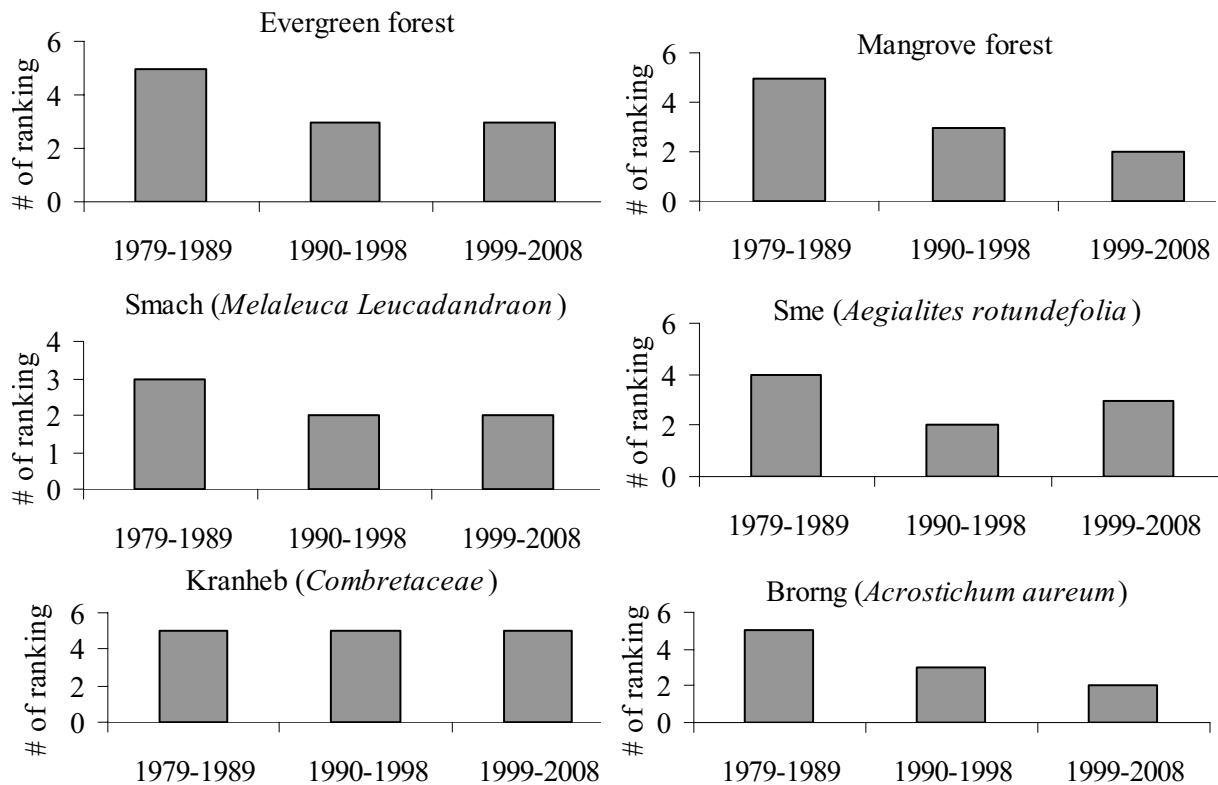 Evergreen forest
# of ranking
6
4
2
0
1979-1989 1990-1998 1999-2008
Mangrove forest
# of ranking
6
4
2
0
1979-1989 1990-1998 1999-2008
Smach (Melaleuca Leucadandraon)
# of ranking
4
3
2
1
0
1979-1989 1990-1998 1999-2008
Sme (Aegialites rotundefolia)
# of ranking
6
4
2
0
1979-1989 1990-1998 1999-2008
Kranheb (Combretaceae)
# of ranking
6
4
2
0
1979-1989 1990-1998 1999-2008
Brorng (Acrostichum aureum)
# of ranking
6
4
2
0
1979-1989 1990-1998 1999-2008